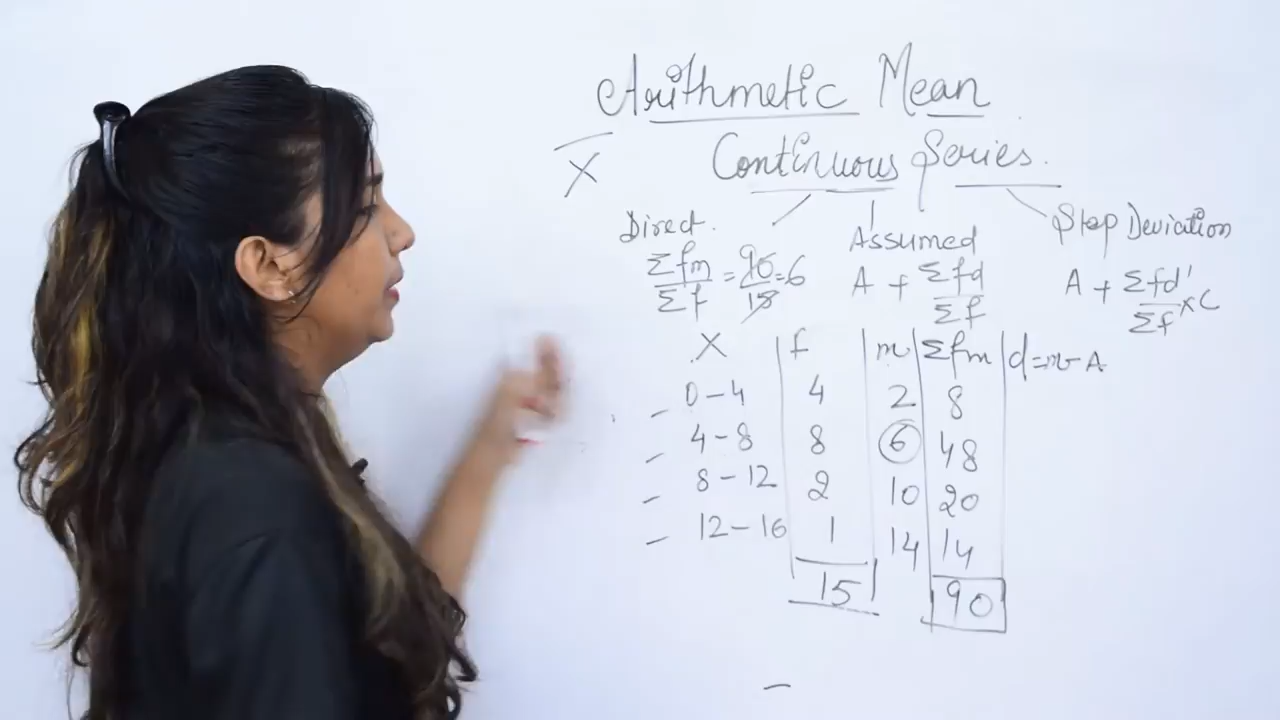 Arithmetic Mean
X Continuous Series.
Direct. Assumed Step Deviation
Σfm/Σf = 90/15 = 6 A + Σfd/Σf A + Σfd'/Σf × C
X f m Σfm d=m-A
0-4 4 2 8
4-8 8 6 48
8-12 2 10 20
12-16 1 14 14
15 90